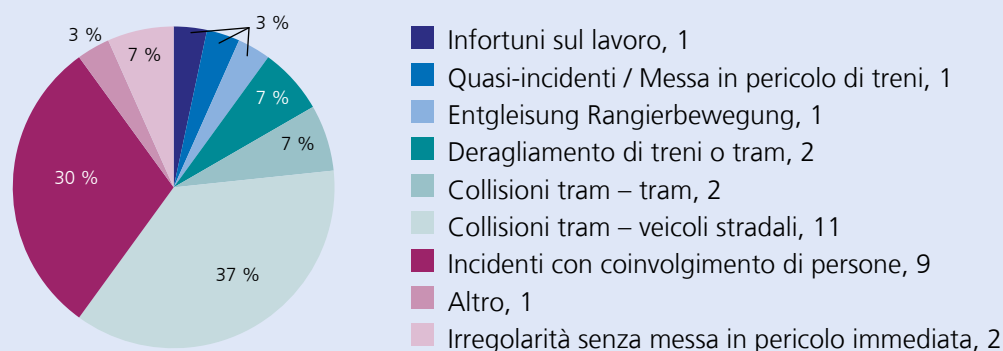 3 %
3 %
7 %
7 %
7 %
30 %
37 %
Infortuni sul lavoro, 1
Quasi-incidenti / Messa in pericolo di treni, 1
Entgleisung Rangierbewegung, 1
Deragliamento di treni o tram, 2
Collisioni tram – tram, 2
Collisioni tram – veicoli stradali, 11
Incidenti con coinvolgimento di persone, 9
Altro, 1
Irregolarità senza messa in pericolo immediata, 2